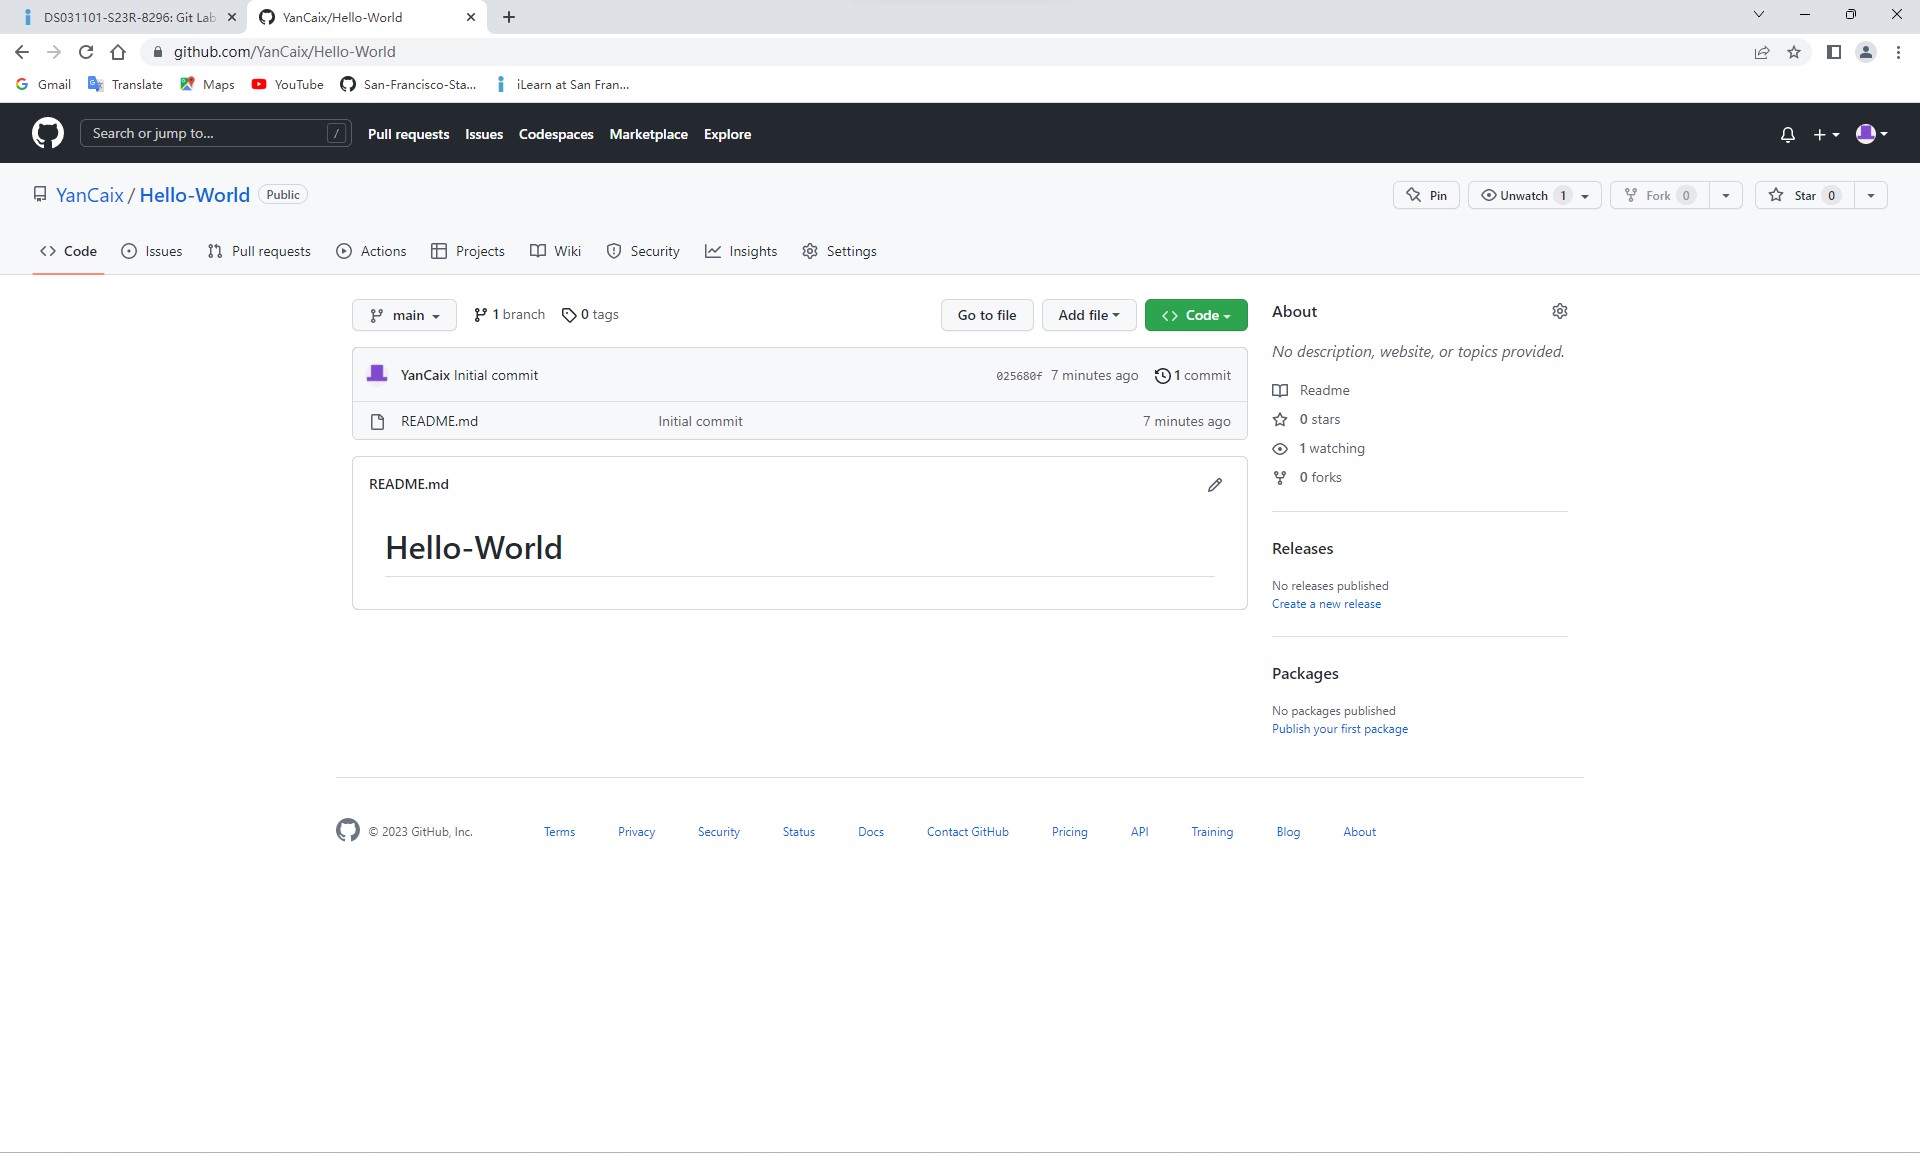 DS031101-S23R-8296: Git Lab
YanCaix/Hello-World
github.com/YanCaix/Hello-World
Gmail Translate Maps YouTube San-Francisco-Sta... iLearn at San Fran...
Search or jump to... / Pull requests Issues Codespaces Marketplace Explore
YanCaix / Hello-World Public
Pin Unwatch 1 Fork 0 Star 0
Code Issues Pull requests Actions Projects Wiki Security Insights Settings
main 1 branch 0 tags Go to file Add file Code
YanCaix Initial commit 025680f 7 minutes ago 1 commit
README.md Initial commit 7 minutes ago
README.md
Hello-World
About
No description, website, or topics provided.
Readme
0 stars
1 watching
0 forks
Releases
No releases published
Create a new release
Packages
No packages published
Publish your first package
© 2023 GitHub, Inc. Terms Privacy Security Status Docs Contact GitHub Pricing API Training Blog About